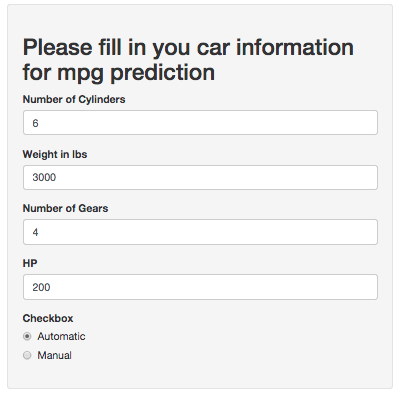 Please fill in you car information
for mpg prediction
Number of Cylinders
6
Weight in lbs
3000
Number of Gears
4
HP
200
Checkbox
Automatic
Manual